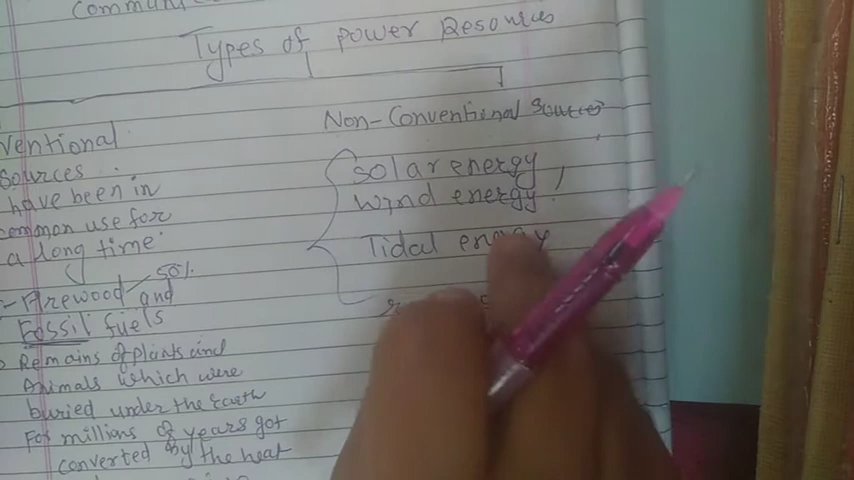 Types of power Resources
ventional
Sources
have been in
common use for
a long time
Firewood 50%
and
Fossil fuels
Remains of plants and
Animals which were
buried under the Earth
For millions of years got
converted by the heat
Non-Conventional Sources
solar energy
wind energy
Tidal energy